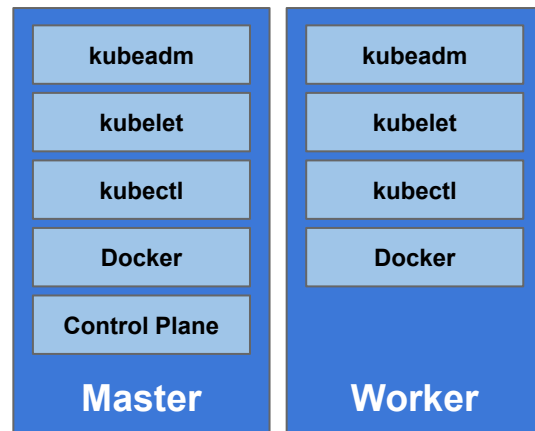 kubeadm
kubelet
kubectl
Docker
Control Plane
Master
kubeadm
kubelet
kubectl
Docker
Worker